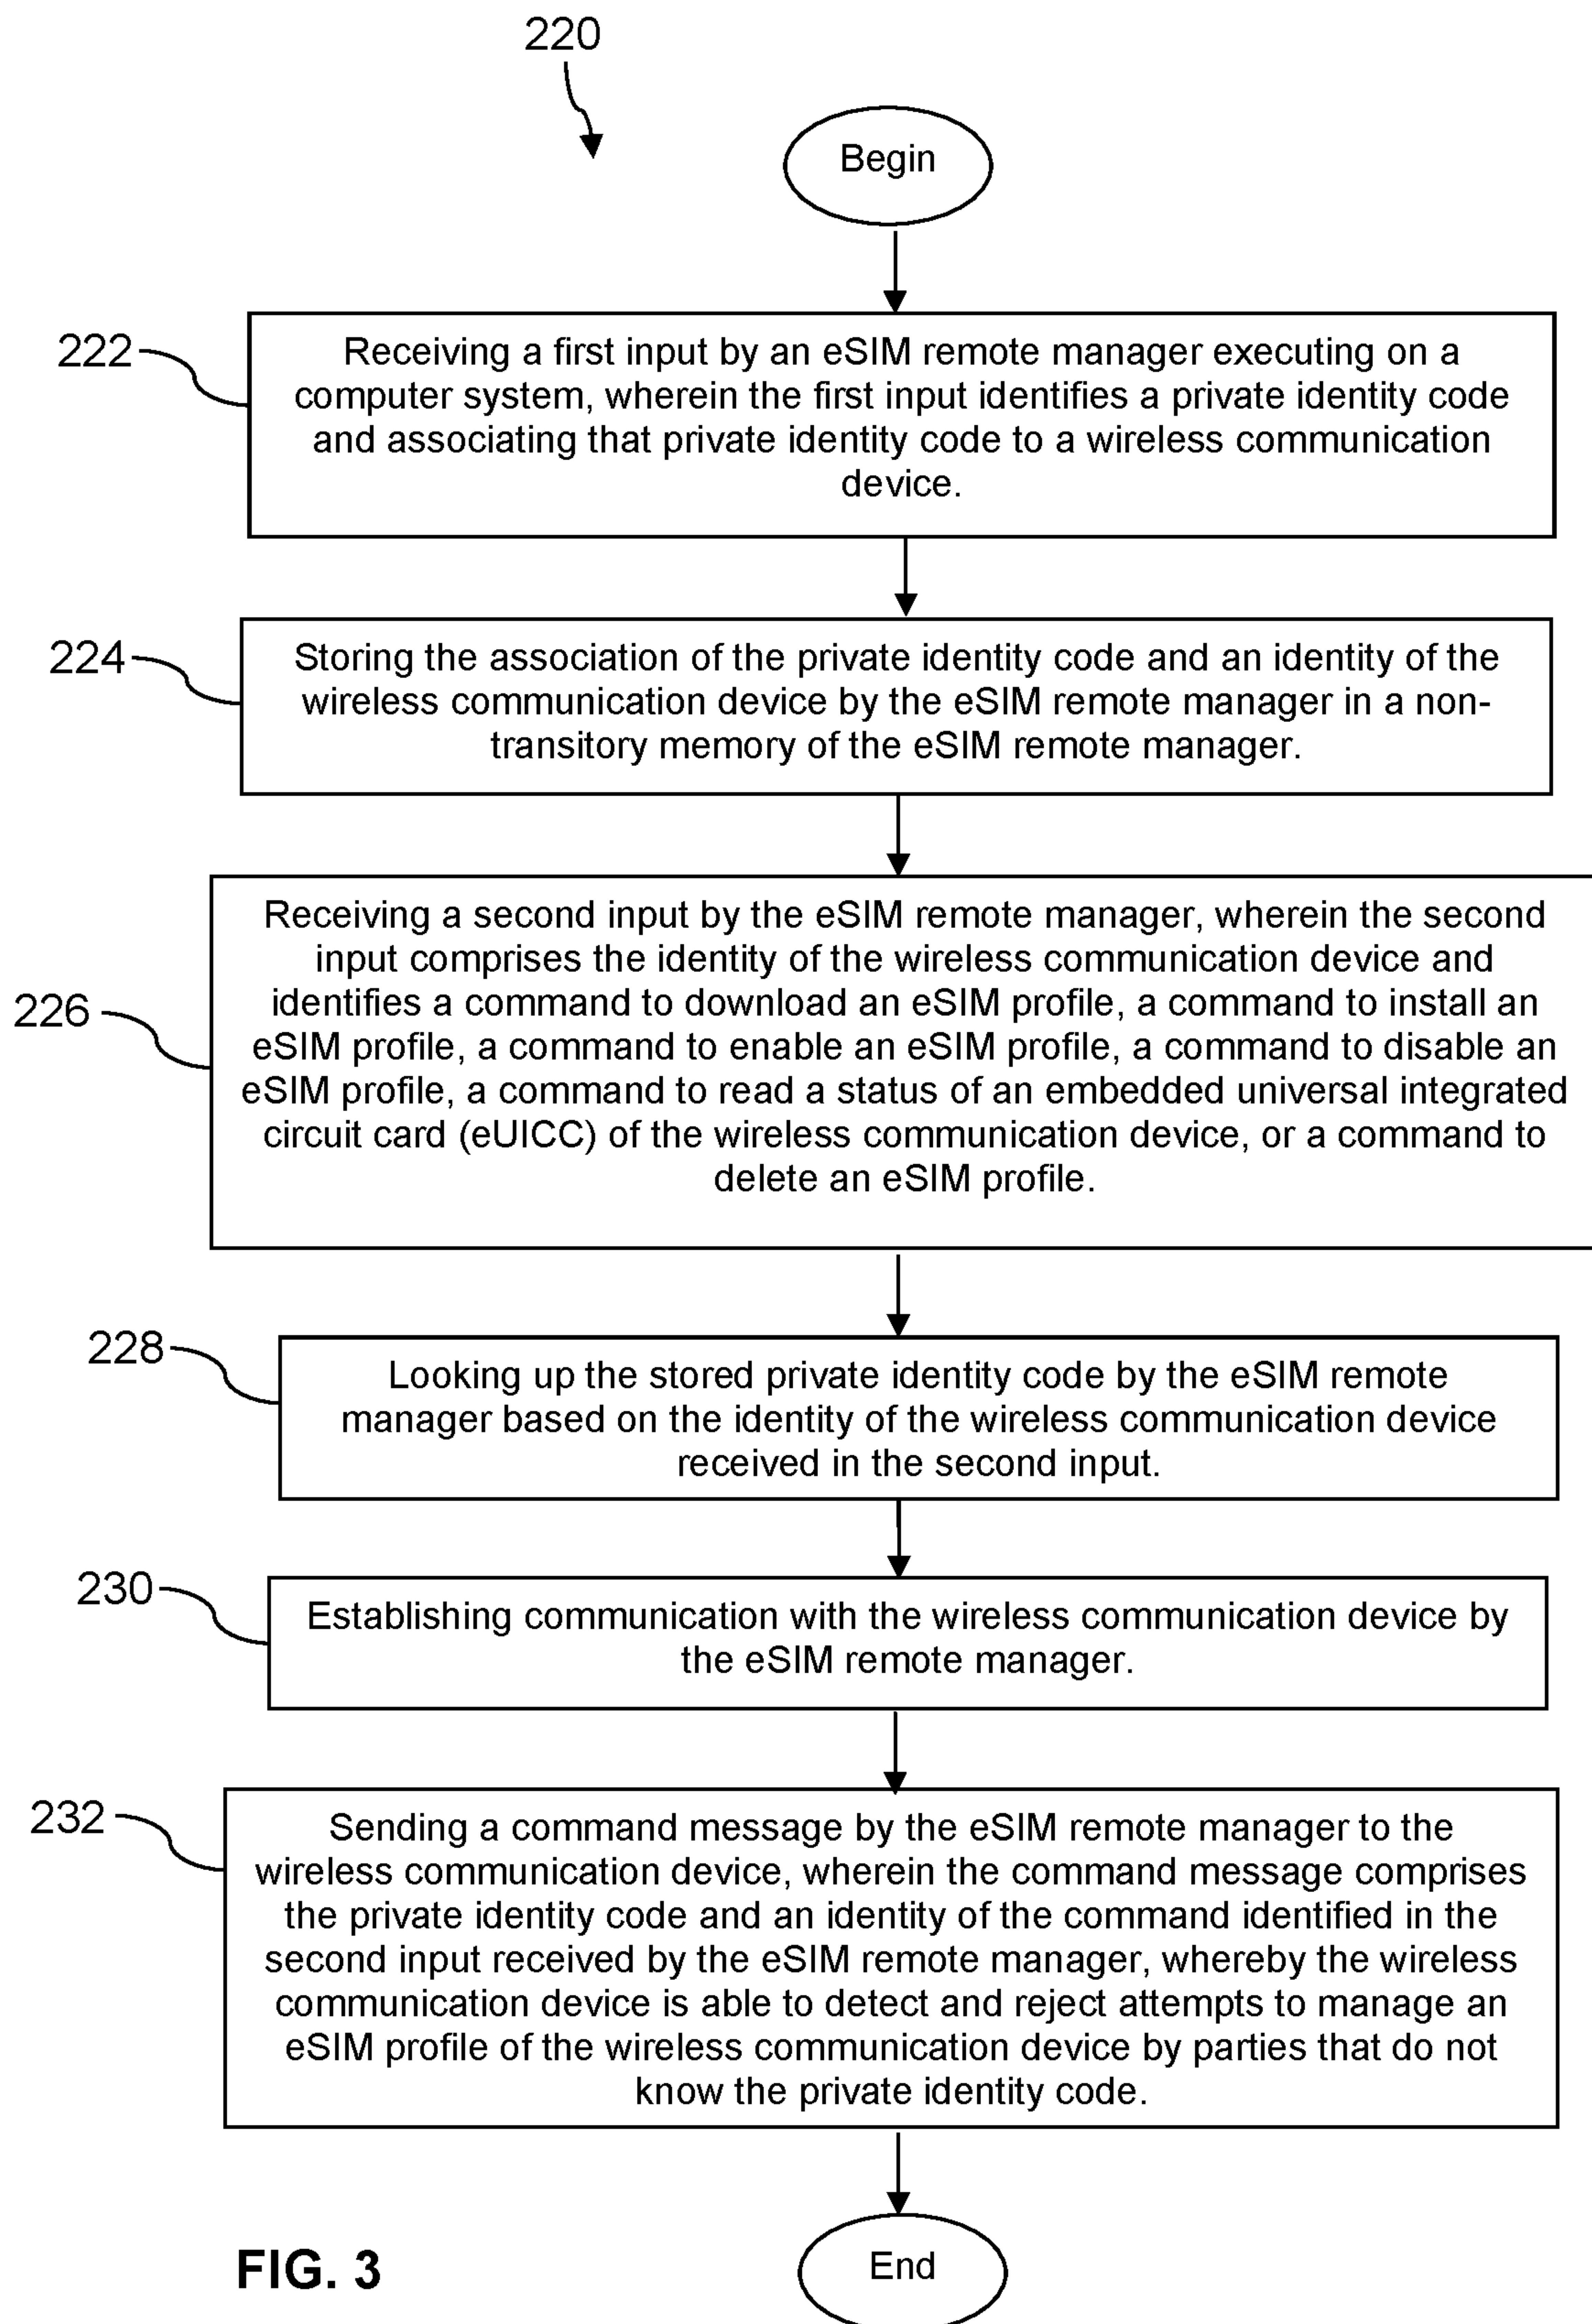 220
Begin
222
Receiving a first input by an eSIM remote manager executing on a
computer system, wherein the first input identifies a private identity code
and associating that private identity code to a wireless communication
device.
224
Storing the association of the private identity code and an identity of the
wireless communication device by the eSIM remote manager in a non-
transitory memory of the eSIM remote manager.
226
Receiving a second input by the eSIM remote manager, wherein the second
input comprises the identity of the wireless communication device and
identifies a command to download an eSIM profile, a command to install an
eSIM profile, a command to enable an eSIM profile, a command to disable an
eSIM profile, a command to read a status of an embedded universal integrated
circuit card (eUICC) of the wireless communication device, or a command to
delete an eSIM profile.
228
Looking up the stored private identity code by the eSIM remote
manager based on the identity of the wireless communication device
received in the second input.
230
Establishing communication with the wireless communication device by
the eSIM remote manager.
232
Sending a command message by the eSIM remote manager to the
wireless communication device, wherein the command message comprises
the private identity code and an identity of the command identified in the
second input received by the eSIM remote manager, whereby the wireless
communication device is able to detect and reject attempts to manage an
eSIM profile of the wireless communication device by parties that do not
know the private identity code.
End
FIG. 3